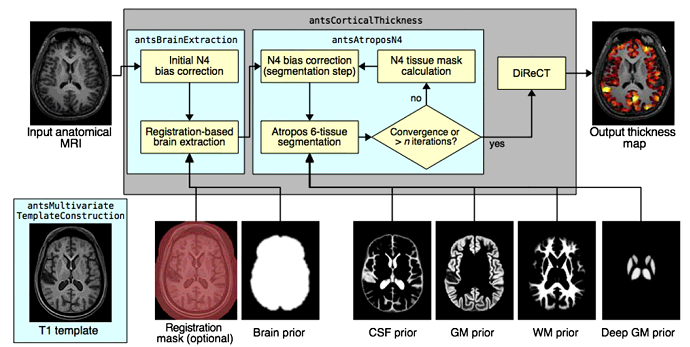 antsCorticalThickness
antsBrainExtraction
antsAtroposN4
Initial N4
bias correction
N4 bias correction
(segmentation step)
N4 tissue mask
calculation
DiReCT
no
Input anatomical
MRI
Registration-based
brain extraction
Atropos 6-tissue
segmentation
Convergence or
> n iterations?
yes
Output thickness
map
antsMultivariate
TemplateConstruction
T1 template
Registration
mask (optional)
Brain prior
CSF prior
GM prior
WM prior
Deep GM prior